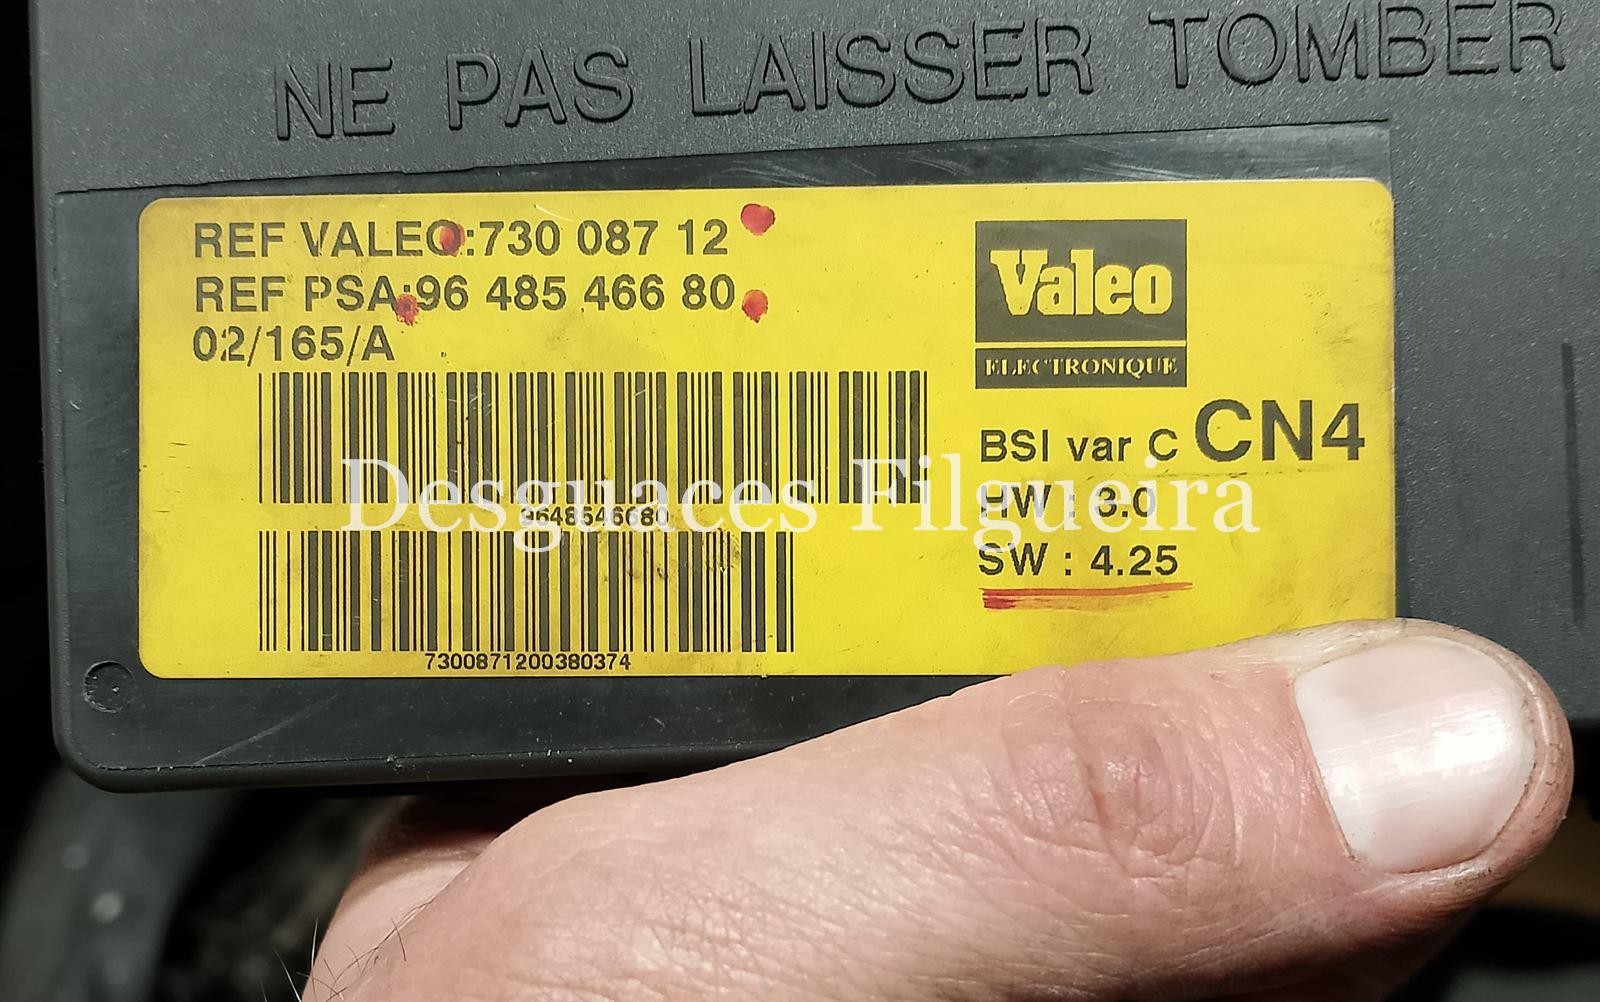 NE PAS LAISSER TOMBER
REF VALEO:730 087 12
REF PSA:96 485 466 80
02/165/A
9648546680
7300871200380374
Valeo
ELECTRONIQUE
BSI var C CN4
HW : 3.0
SW : 4.25
Desguaces Filgueira